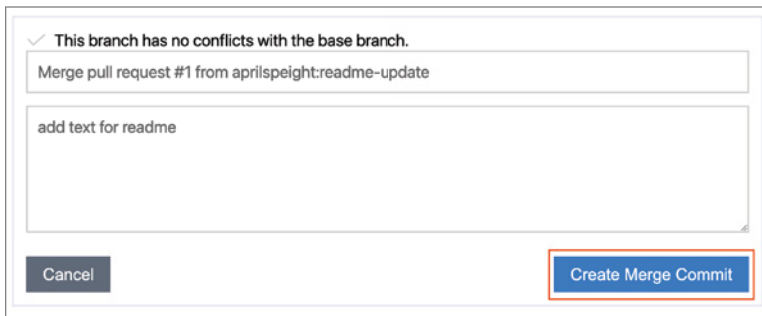 This branch has no conflicts with the base branch.
Merge pull request #1 from aprilspeight:readme-update
add text for readme
Cancel
Create Merge Commit